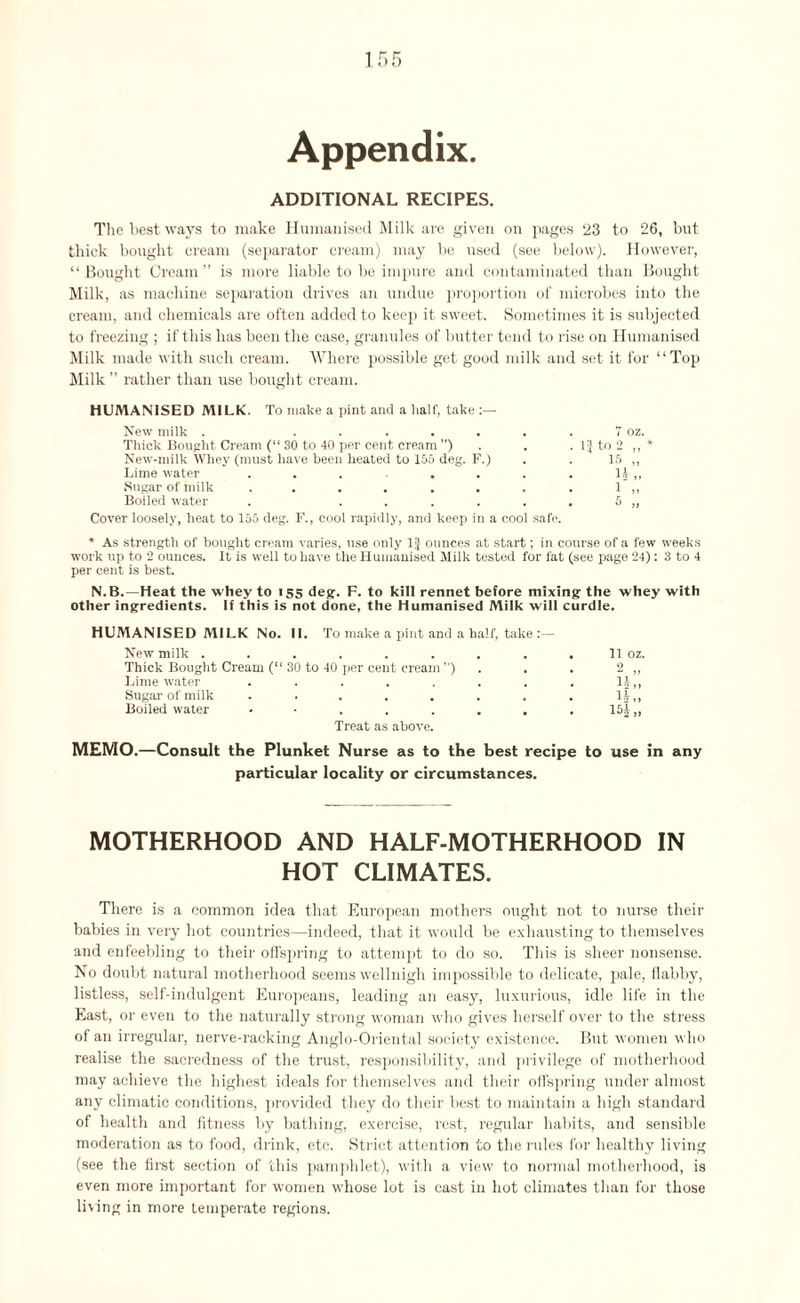 155
Appendix.
ADDITIONAL RECIPES.
The best ways to make Humanised Milk are given on pages 23 to 26, but
thick bought cream (separator cream) may be used (see below). However,
“Bought Cream” is more liable to be impure and contaminated than Bought
Milk, as machine separation drives an undue proportion of microbes into the
cream, and chemicals are often added to keep it sweet. Sometimes it is subjected
to freezing ; if this has been the case, granules of butter tend to rise on Humanised
Milk made with such cream. Where possible get good milk and set it for “Top
Milk” rather than use bought cream.
HUMANISED MILK. To make a pint and a half, take :—
New milk . . . . . . . . 7 oz.
Thick Bought Cream (“ 30 to 40 per cent cream”) . . . 1¾ to 2 ,, *
New-milk Whey (must have been heated to 155 deg. F.) . . 15 ,,
Lime water . . . . . . . . 1½ ,,
Sugar of milk . . . . . . . . 1 ,,
Boiled water . . . . . . . 5 ,,
Cover loosely, heat to 155 deg. F., cool rapidly, and keep in a cool safe.
* As strength of bought cream varies, use only 1¾ ounces at start; in course of a few weeks
work up to 2 ounces. It is well to have the Humanised Milk tested for fat (see page 24): 3 to 4
per cent is best.
N.B.—Heat the whey to 155 deg. F. to kill rennet before mixing the whey with
other ingredients. If this is not done, the Humanised Milk will curdle.
HUMANISED MILK No. II. To make a pint and a half, take :—
New milk . . . . . . . . . 11 oz.
Thick Bought Cream (“ 30 to 40 per cent cream”) . . . 2 ,,
Lime water . . . . . . . . 1½ ,,
Sugar of milk . . . . . . . . 1½ ,,
Boiled water . . . . . . . . 15½ ,,
Treat as above.
MEMO.—Consult the Plunket Nurse as to the best recipe to use in any
particular locality or circumstances.
MOTHERHOOD AND HALF-MOTHERHOOD IN
HOT CLIMATES.
There is a common idea that European mothers ought not to nurse their
babies in very hot countries—indeed, that it would be exhausting to themselves
and enfeebling to their offspring to attempt to do so. This is sheer nonsense.
No doubt natural motherhood seems wellnigh impossible to delicate, pale, flabby,
listless, self-indulgent Europeans, leading an easy, luxurious, idle life in the
East, or even to the naturally strong woman who gives herself over to the stress
of an irregular, nerve-racking Anglo-Oriental society existence. But women who
realise the sacredness of the trust, responsibility, and privilege of motherhood
may achieve the highest ideals for themselves and their offspring under almost
any climatic conditions, provided they do their best to maintain a high standard
of health and fitness by bathing, exercise, rest, regular habits, and sensible
moderation as to food, drink, etc. Strict attention to the rules for healthy living
(see the first section of this pamphlet), with a view to normal motherhood, is
even more important for women whose lot is cast in hot climates than for those
living in more temperate regions.